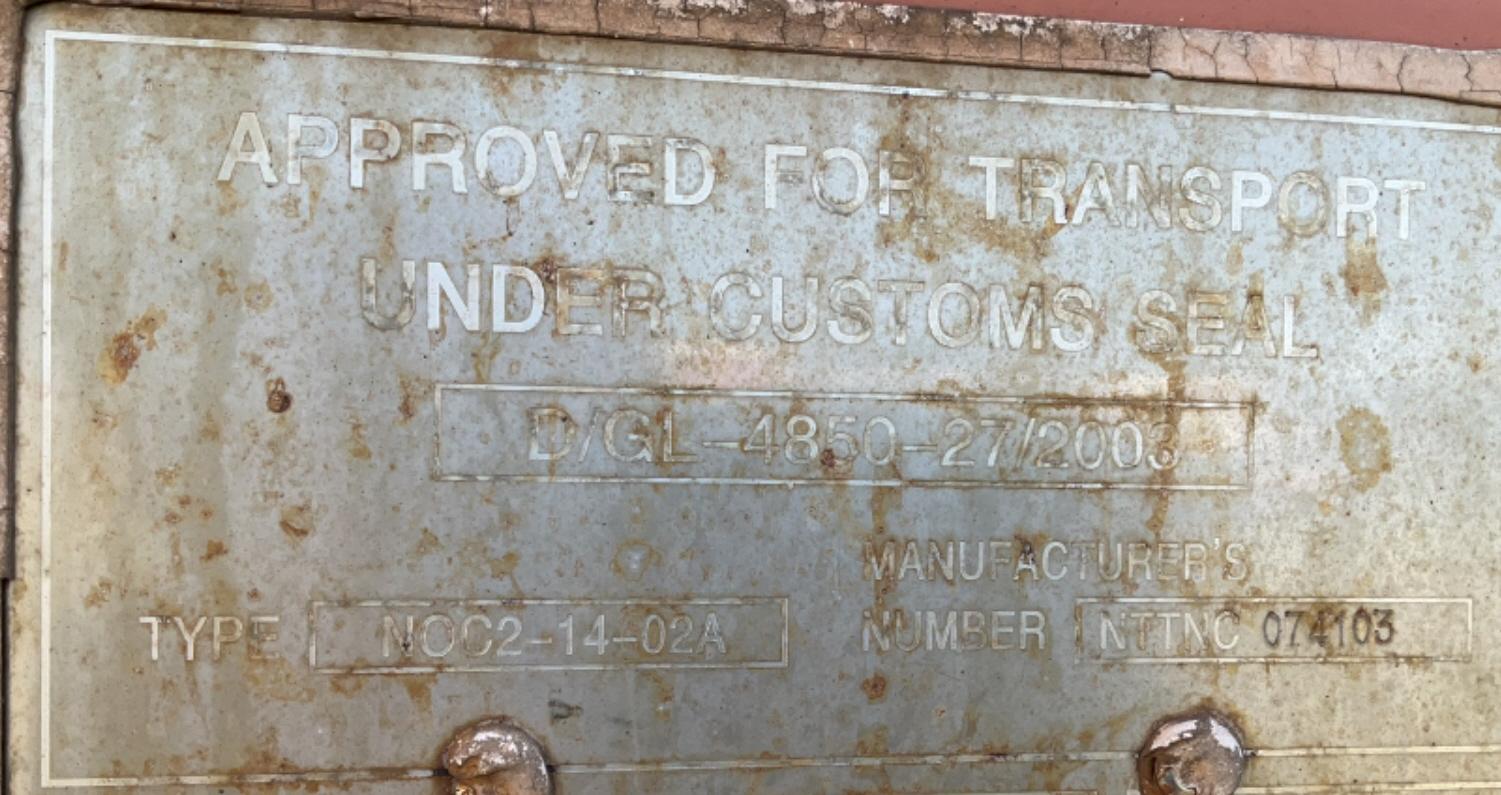 APPROVED FOR TRANSPORT
UNDER CUSTOMS SEAL
D/GL-4850-27/2003
MANUFACTURER'S
TYPE NOC2-14-02A NUMBER NTTNC 074103